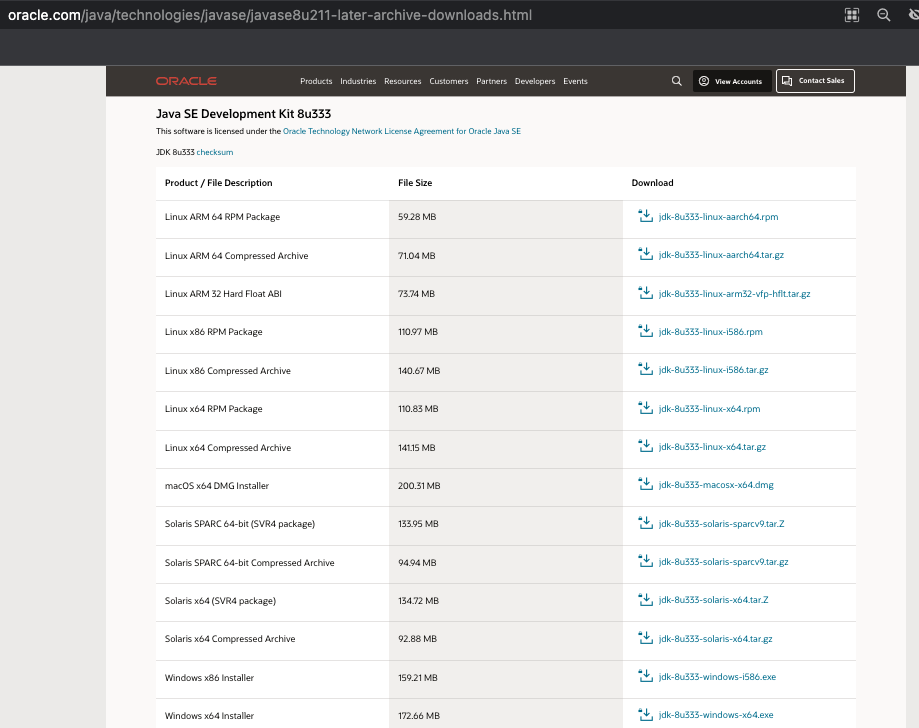 oracle.com/java/technologies/javase/javase8u211-later-archive-downloads.html
ORACLE Products Industries Resources Customers Partners Developers Events View Accounts Contact Sales
Java SE Development Kit 8u333
This software is licensed under the Oracle Technology Network License Agreement for Oracle Java SE
JDK 8u333 checksum
Product / File Description File Size Download
Linux ARM 64 RPM Package 59.28 MB jdk-8u333-linux-aarch64.rpm
Linux ARM 64 Compressed Archive 71.04 MB jdk-8u333-linux-aarch64.tar.gz
Linux ARM 32 Hard Float ABI 73.74 MB jdk-8u333-linux-arm32-vfp-hflt.tar.gz
Linux x86 RPM Package 110.97 MB jdk-8u333-linux-i586.rpm
Linux x86 Compressed Archive 140.67 MB jdk-8u333-linux-i586.tar.gz
Linux x64 RPM Package 110.83 MB jdk-8u333-linux-x64.rpm
Linux x64 Compressed Archive 141.15 MB jdk-8u333-linux-x64.tar.gz
macOS x64 DMG Installer 200.31 MB jdk-8u333-macosx-x64.dmg
Solaris SPARC 64-bit (SVR4 package) 133.95 MB jdk-8u333-solaris-sparcv9.tar.Z
Solaris SPARC 64-bit Compressed Archive 94.94 MB jdk-8u333-solaris-sparcv9.tar.gz
Solaris x64 (SVR4 package) 134.72 MB jdk-8u333-solaris-x64.tar.Z
Solaris x64 Compressed Archive 92.88 MB jdk-8u333-solaris-x64.tar.gz
Windows x86 Installer 159.21 MB jdk-8u333-windows-i586.exe
Windows x64 Installer 172.66 MB jdk-8u333-windows-x64.exe